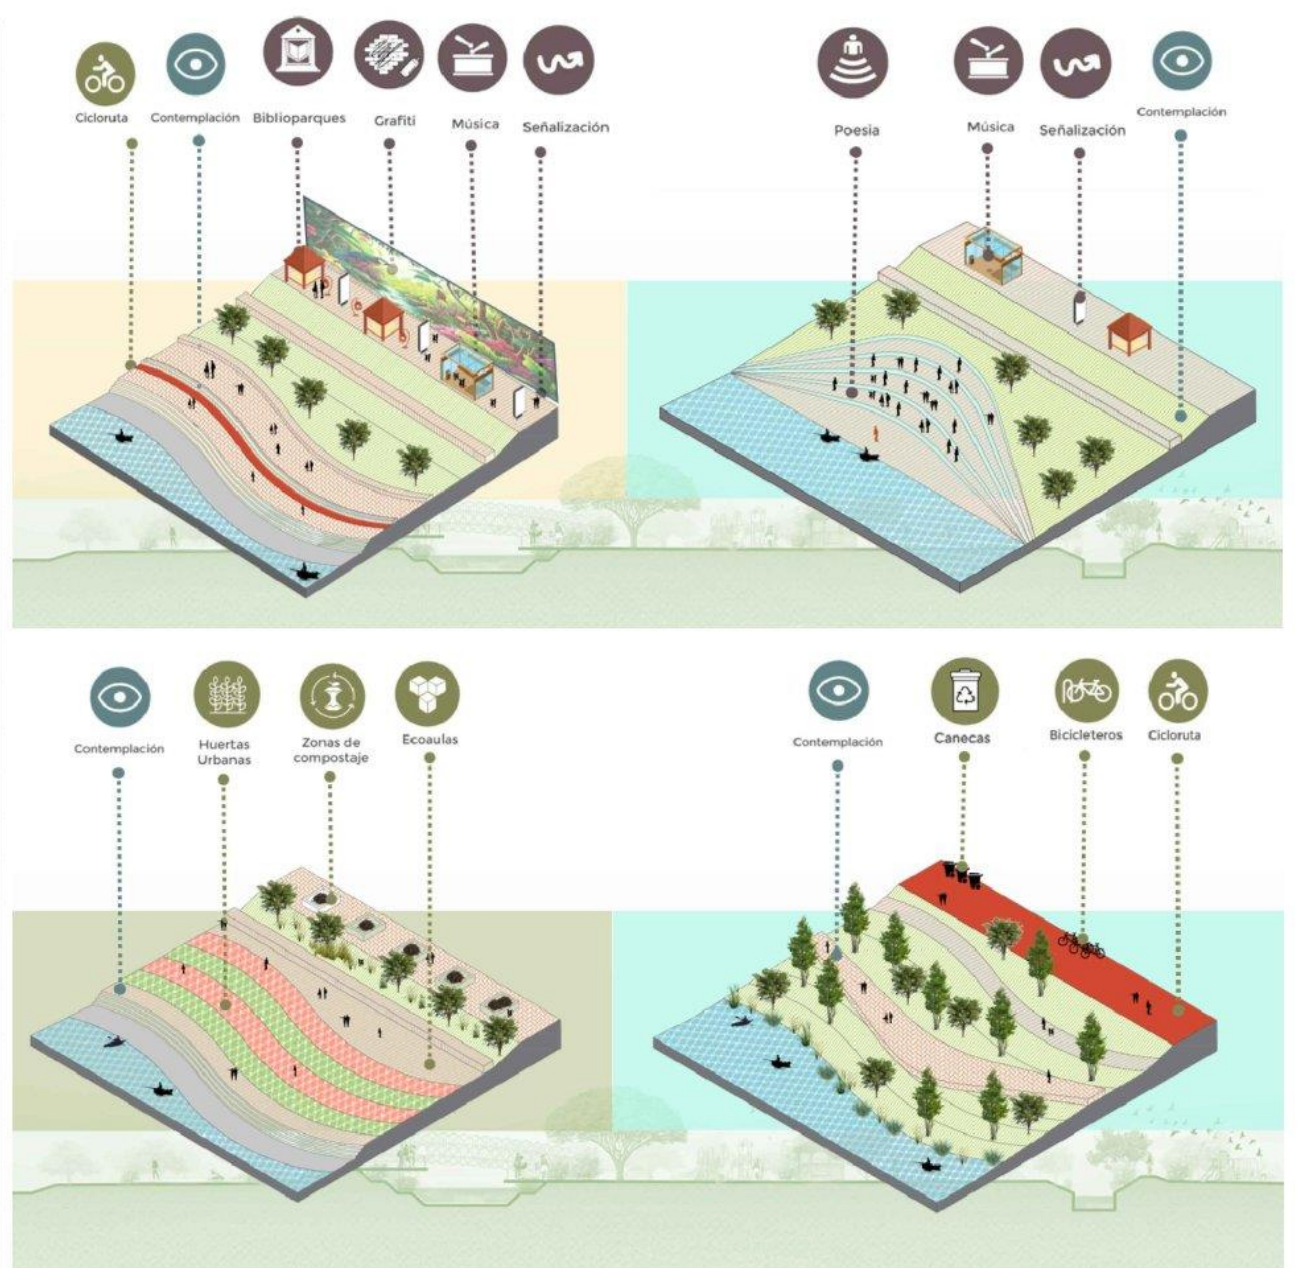 Cicloruta
Contemplación
Biblioparques
Grafiti
Música
Señalización
Poesia
Música
Señalización
Contemplación
Contemplación
Huertas
Urbanas
Zonas de
compostaje
Ecoaulas
Contemplación
Canecas
Bicicleteros
Cicloruta